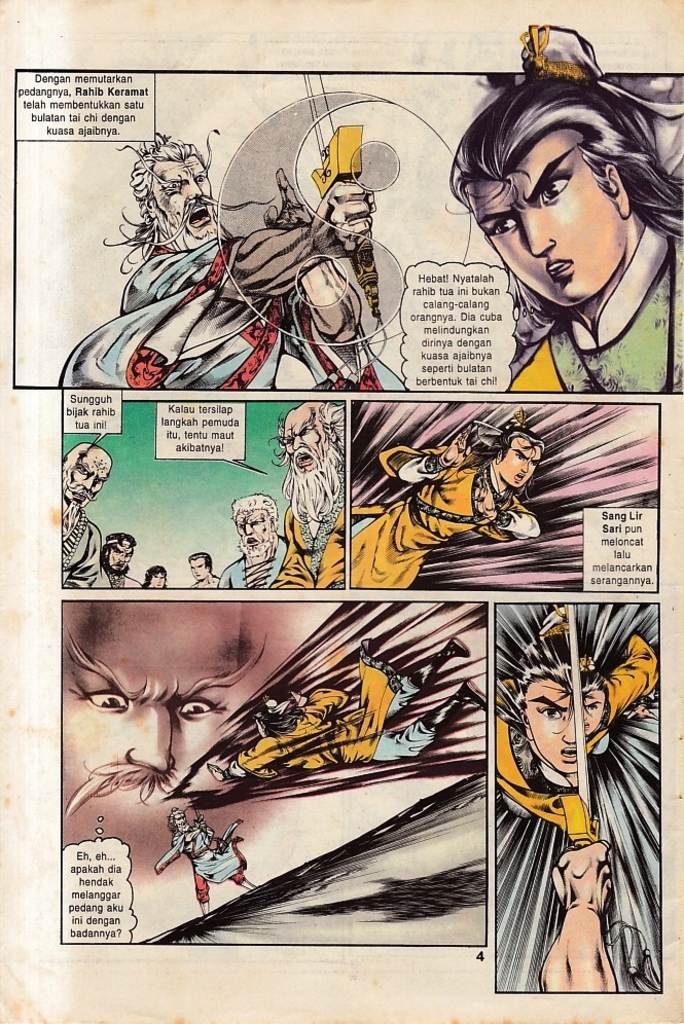 Dengan memutarkan
pedangnya, Rahib Keramat
telah membentukkan satu
bulatan tai chi dengan
kuasa ajaibnya.
Hebat! Nyatalah
rahib tua ini bukan
calang-calang
orangnya. Dia cuba
melindungkan
dirinya dengan
kuasa ajaibnya
seperti bulatan
berbentuk tai chi!
Sungguh
bijak rahib
tua ini!
Kalau tersilap
langkah pemuda
itu, tentu maut
akibatnya!
Sang Lir
Sari pun
meloncat
lalu
melancarkan
serangannya.
Eh, eh...
apakah dia
hendak
melanggar
pedang aku
ini dengan
badannya?
4